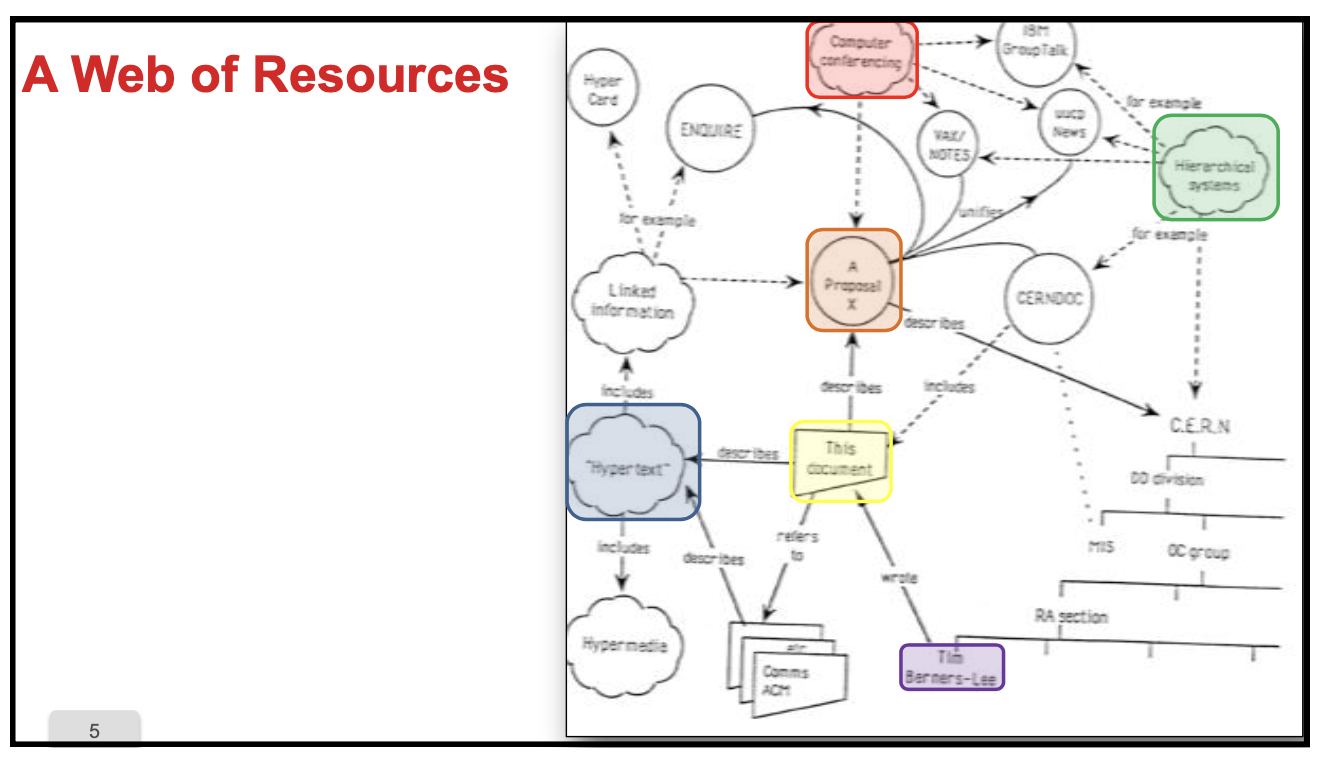 A Web of Resources
Computer
conferencing
IBM
GroupTalk
Hyper
Card
ENQUIRE
VAX/
NOTES
uucp
News
for example
Hierarchical
systems
for example
unifies
for example
Linked
information
A
Proposal
X
CERNDOC
describes
includes
describes
includes
C.E.R.N
"Hypertext"
describes
This
document
DD division
includes
describes
refers
to
wrote
MIS
OC group
RA section
Hypermedia
etc
Comms
ACM
Tim
Berners-Lee
5